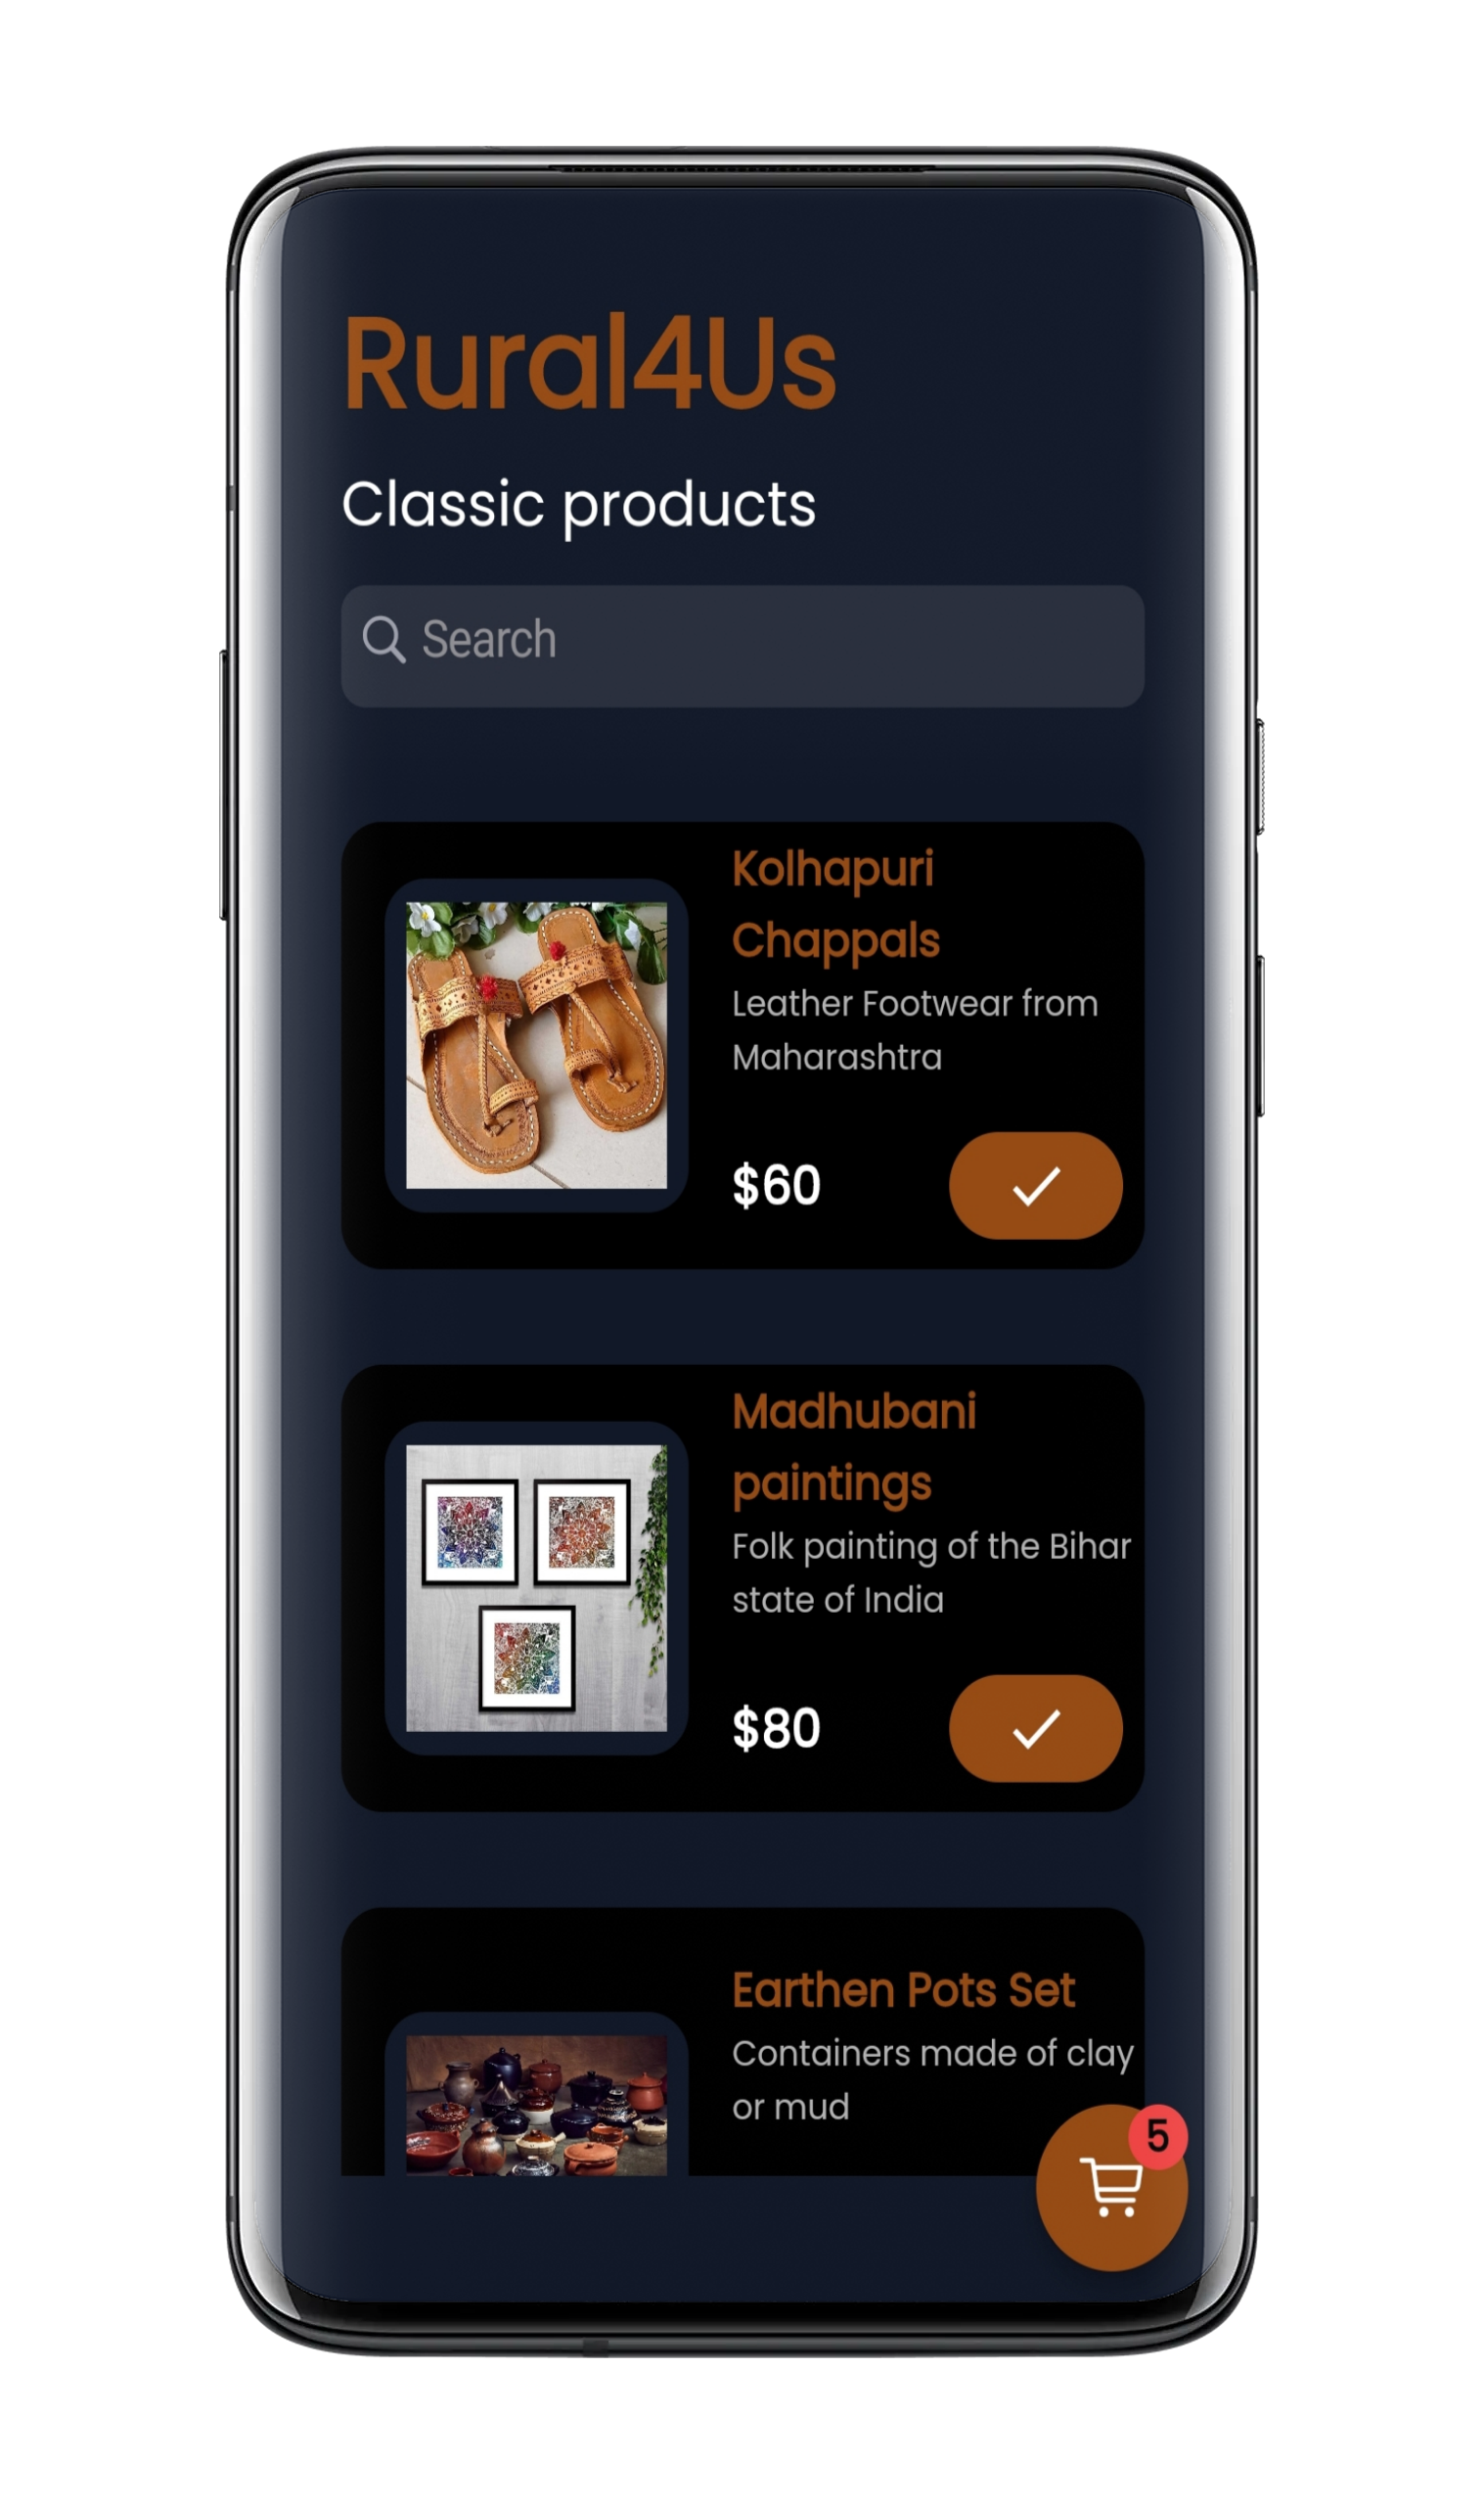 Rural4Us
Classic products
Search
Kolhapuri
Chappals
Leather Footwear from
Maharashtra
$60
Madhubani
paintings
Folk painting of the Bihar
state of India
$80
Earthen Pots Set
Containers made of clay
or mud
5